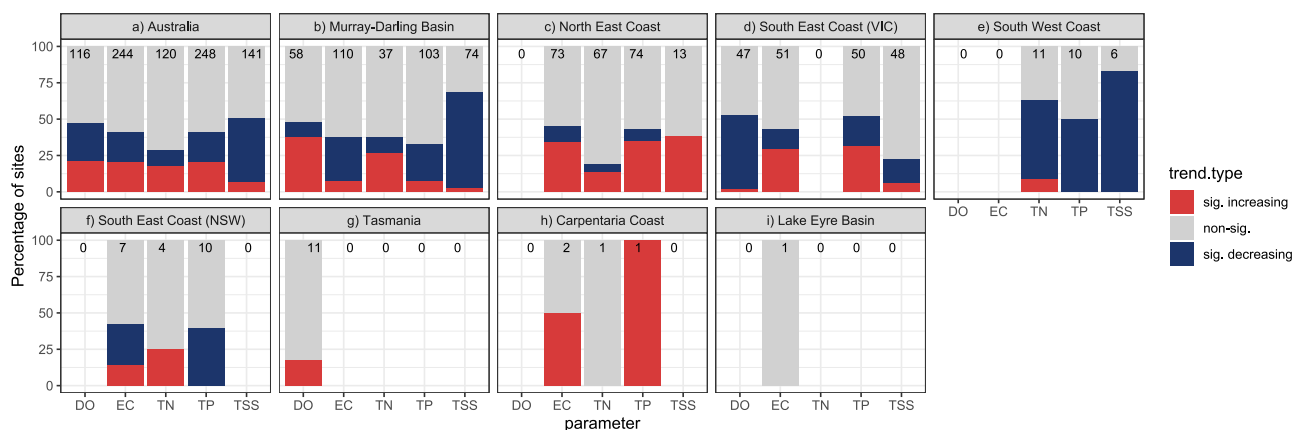 a) Australia
b) Murray-Darling Basin
c) North East Coast
d) South East Coast (VIC)
e) South West Coast
100
75
50
25
0
116 244 120 248 141
58 110 37 103 74
0 73 67 74 13
47 51 0 50 48
0 0 11 10 6
DO EC TN TP TSS
f) South East Coast (NSW)
g) Tasmania
h) Carpentaria Coast
i) Lake Eyre Basin
100
75
50
25
0
0 7 4 10 0
11 0 0 0 0
0 2 1 1 0
0 1 0 0 0
DO EC TN TP TSS
DO EC TN TP TSS
DO EC TN TP TSS
DO EC TN TP TSS
Percentage of sites
parameter
trend.type
sig. increasing
non-sig.
sig. decreasing